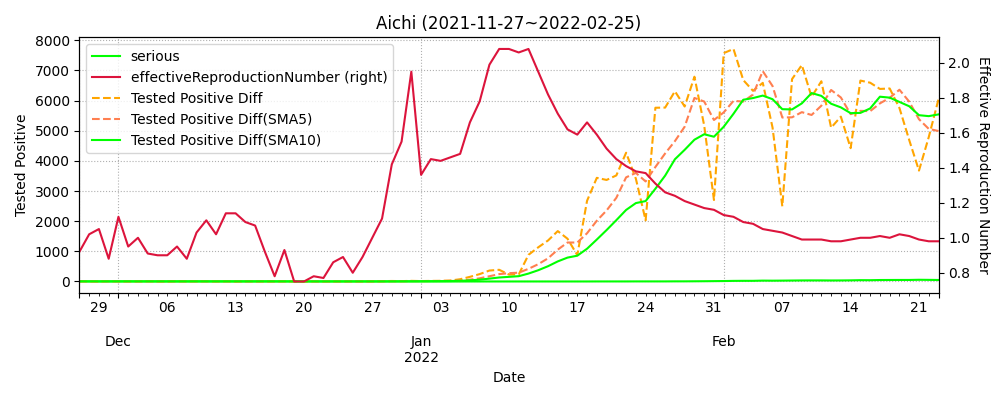 Aichi (2021-11-27~2022-02-25)
serious
effectiveReproductionNumber (right)
Tested Positive Diff
Tested Positive Diff(SMA5)
Tested Positive Diff(SMA10)
Tested Positive
8000
7000
6000
5000
4000
3000
2000
1000
0
Effective Reproduction Number
2.0
1.8
1.6
1.4
1.2
1.0
0.8
29 06 13 20 27 03 10 17 24 31 07 14 21
Dec Jan Feb
2022
Date